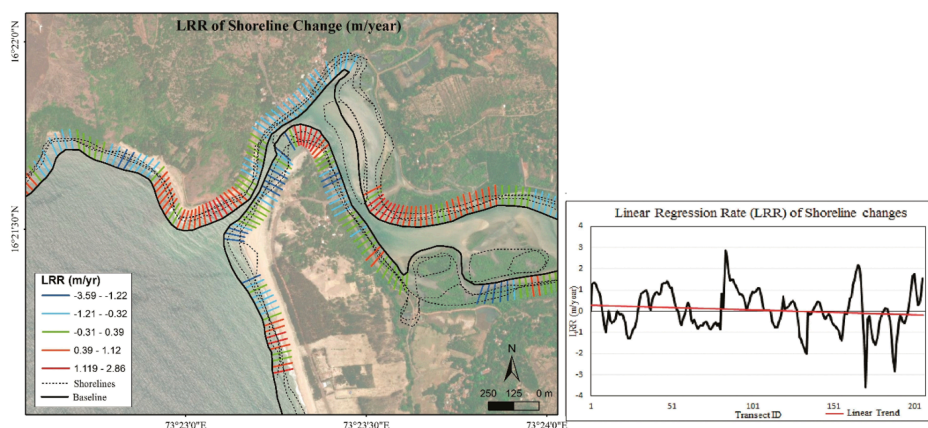 LRR of Shoreline Change (m/year)
16°22'0"N
16°21'30"N
LRR (m/yr)
-3.59 - -1.22
-1.21 - -0.32
-0.31 - 0.39
0.39 - 1.12
1.119 - 2.86
Shorelines
Baseline
N
250 125 0 m
73°23'0"E 73°23'30"E 73°24'0"E
Linear Regression Rate (LRR) of Shoreline changes
LRR (m/year)
4
3
2
1
0
-1
-2
-3
-4
1 51 101 151 201
Transect ID
Linear Trend